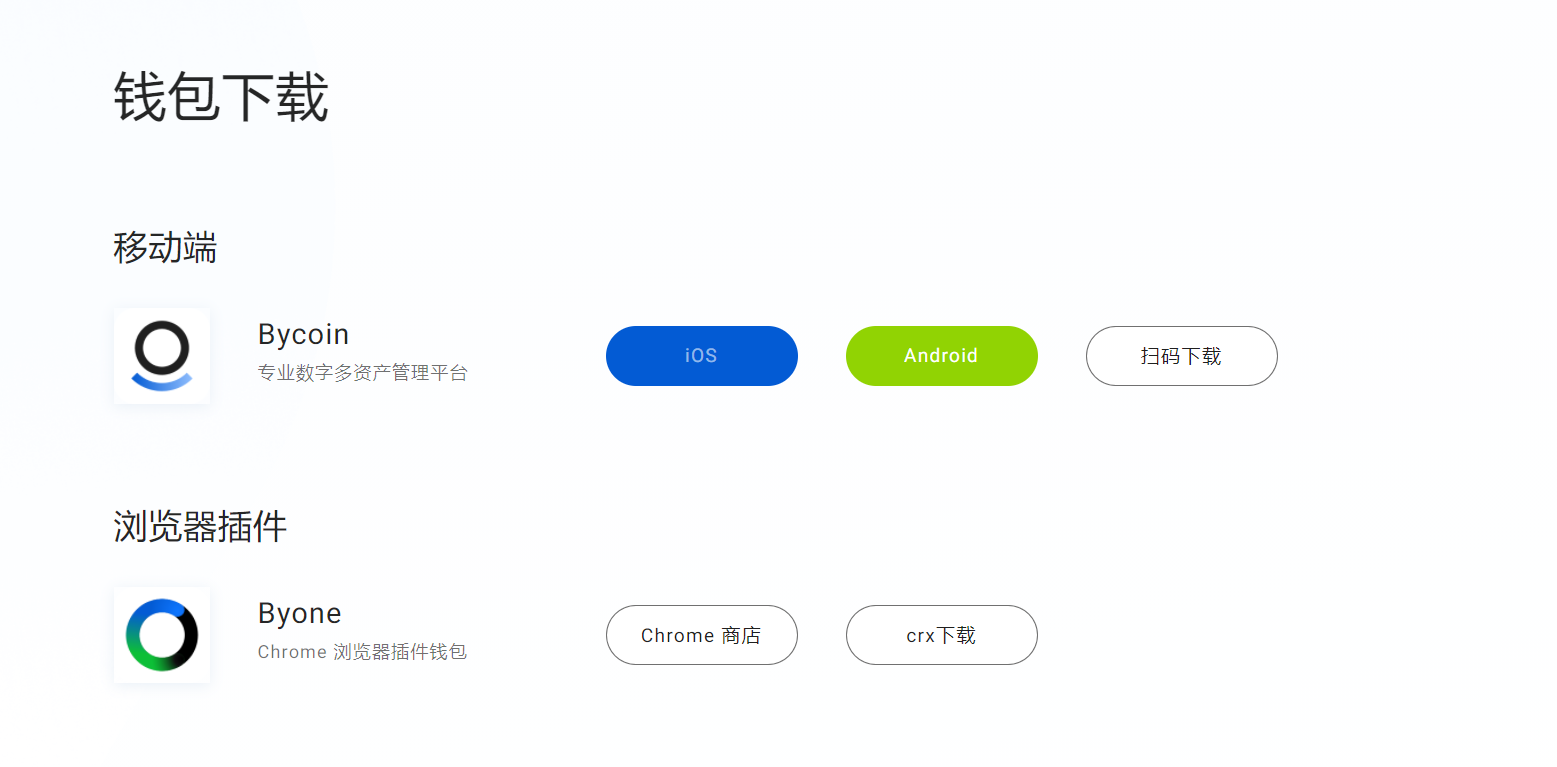 钱包下载
移动端
Bycoin
专业数字多资产管理平台
iOS
Android
扫码下载
浏览器插件
Byone
Chrome 浏览器插件钱包
Chrome 商店
crx下载